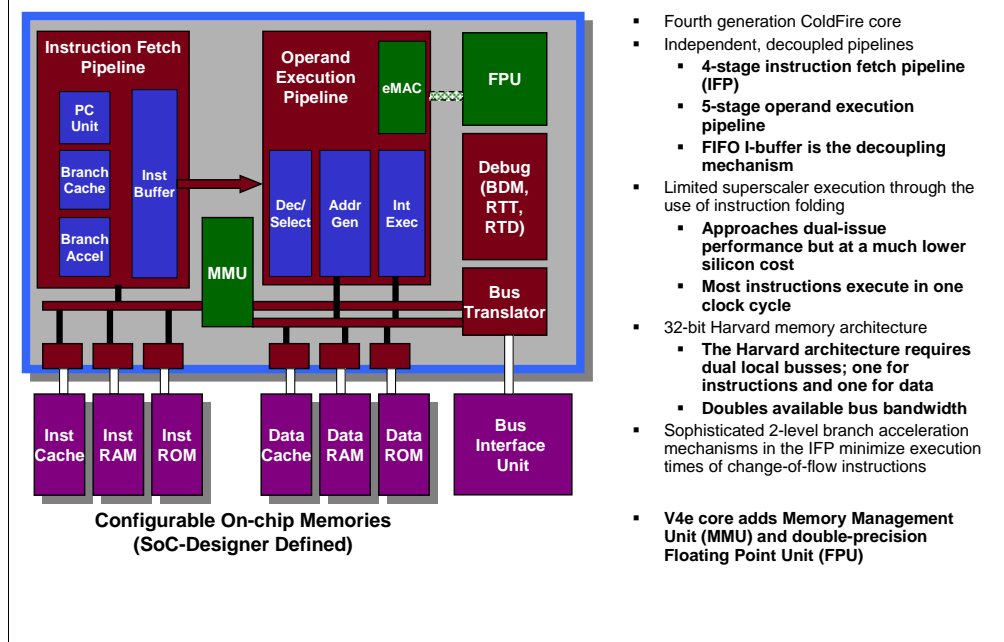 Instruction Fetch
Pipeline
PC
Unit
Branch
Cache
Branch
Accel
Inst
Buffer
Operand
Execution
Pipeline
eMAC
Dec/
Select
Addr
Gen
Int
Exec
MMU
FPU
Debug
(BDM,
RTT,
RTD)
Bus
Translator
Inst
Cache
Inst
RAM
Inst
ROM
Data
Cache
Data
RAM
Data
ROM
Bus
Interface
Unit
Configurable On-chip Memories
(SoC-Designer Defined)
▪ Fourth generation ColdFire core
▪ Independent, decoupled pipelines
▪ 4-stage instruction fetch pipeline
(IFP)
▪ 5-stage operand execution
pipeline
▪ FIFO I-buffer is the decoupling
mechanism
▪ Limited superscaler execution through the
use of instruction folding
▪ Approaches dual-issue
performance but at a much lower
silicon cost
▪ Most instructions execute in one
clock cycle
▪ 32-bit Harvard memory architecture
▪ The Harvard architecture requires
dual local busses; one for
instructions and one for data
▪ Doubles available bus bandwidth
▪ Sophisticated 2-level branch acceleration
mechanisms in the IFP minimize execution
times of change-of-flow instructions
▪ V4e core adds Memory Management
Unit (MMU) and double-precision
Floating Point Unit (FPU)